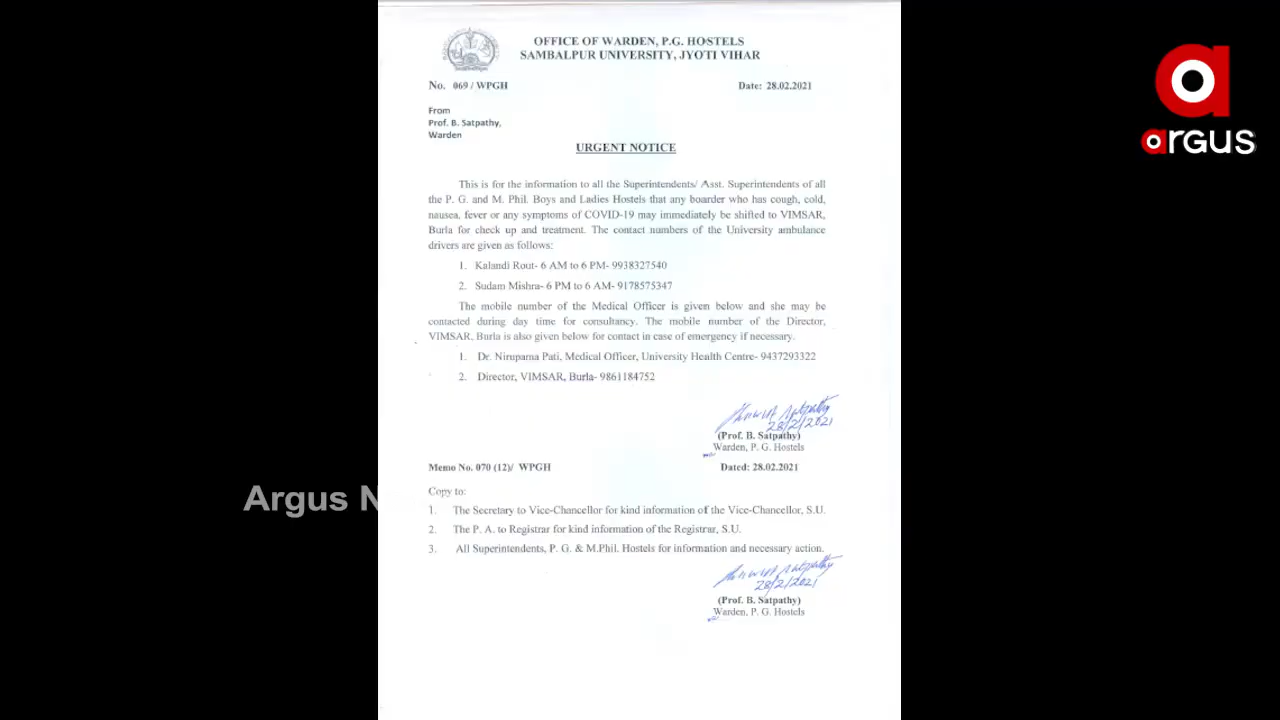 OFFICE OF WARDEN, P.G. HOSTELS
SAMBALPUR UNIVERSITY, JYOTI VIHAR
No. 069 / WPGH Date: 28.02.2021
From
Prof. B. Satpathy,
Warden
URGENT NOTICE
This is for the information to all the Superintendents/ Asst. Superintendents of all
the P. G. and M. Phil. Boys and Ladies Hostels that any boarder who has cough, cold,
nausea, fever or any symptoms of COVID-19 may immediately be shifted to VIMSAR,
Burla for check up and treatment. The contact numbers of the University ambulance
drivers are given as follows:
1. Kalandi Rout- 6 AM to 6 PM- 9938327540
2. Sudam Mishra- 6 PM to 6 AM- 9178575347
The mobile number of the Medical Officer is given below and she may be
contacted during day time for consultancy. The mobile number of the Director,
VIMSAR, Burla is also given below for contact in case of emergency if necessary.
1. Dr. Nirupama Pati, Medical Officer, University Health Centre- 9437293322
2. Director, VIMSAR, Burla- 9861184752
Satpathy
28/2/2021
(Prof. B. Satpathy)
Warden, P. G. Hostels
Memo No. 070 (12)/ WPGH Dated: 28.02.2021
Copy to:
1. The Secretary to Vice-Chancellor for kind information of the Vice-Chancellor, S.U.
2. The P. A. to Registrar for kind information of the Registrar, S.U.
3. All Superintendents, P. G. & M.Phil. Hostels for information and necessary action.
Satpathy
28/2/2021
(Prof. B. Satpathy)
Warden, P. G. Hostels
argus
Argus N